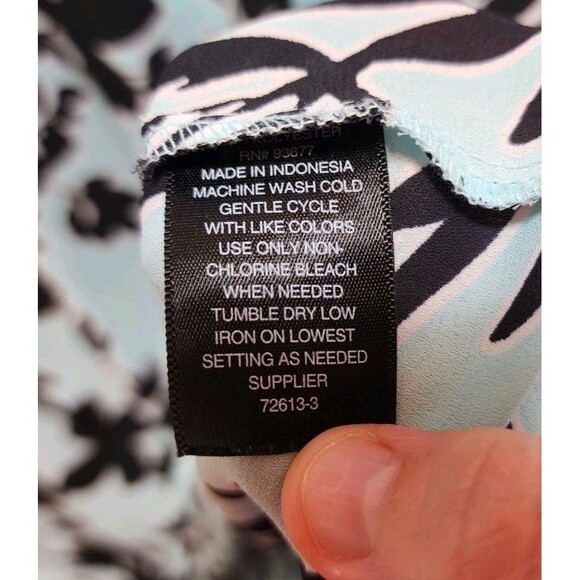 RN# 93677
MADE IN INDONESIA
MACHINE WASH COLD
GENTLE CYCLE
WITH LIKE COLORS
USE ONLY NON-
CHLORINE BLEACH
WHEN NEEDED
TUMBLE DRY LOW
IRON ON LOWEST
SETTING AS NEEDED
SUPPLIER
72613-3